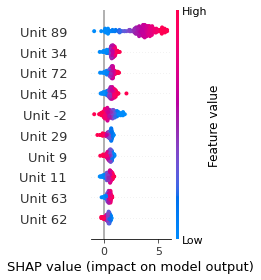 High
Unit 89
Unit 34
Unit 72
Unit 45
Unit -2
Unit 29
Unit 9
Unit 11
Unit 63
Unit 62
Feature value
Low
0 5
SHAP value (impact on model output)